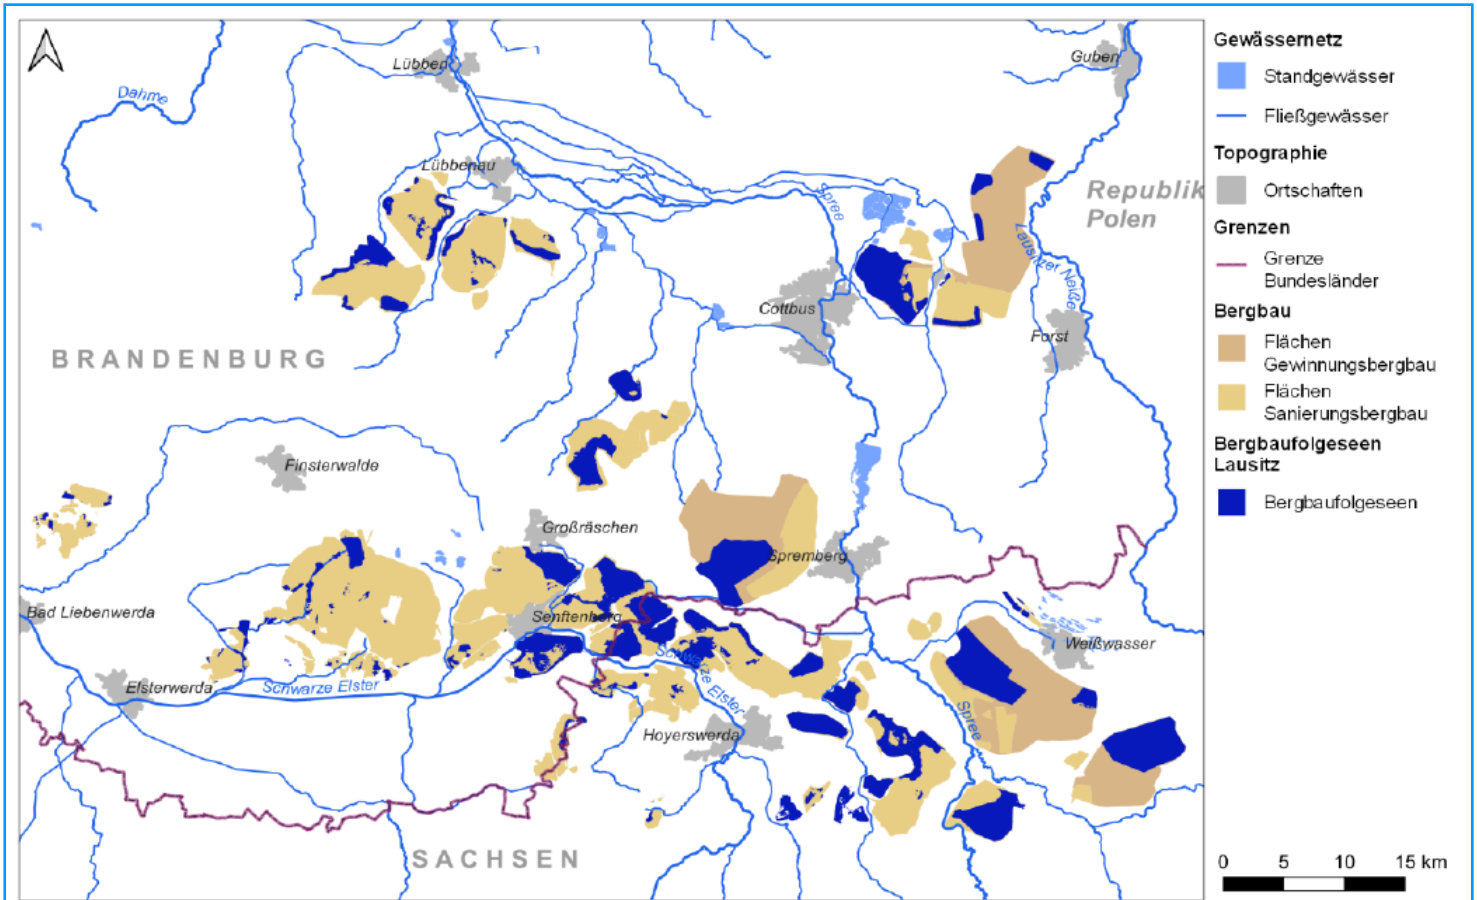 Lübben
Guben
Dahme
Lübbenau
Spree
Republik
Polen
Lausitzer Neiße
Cottbus
Forst
BRANDENBURG
Finsterwalde
Großräschen
Spremberg
Bad Liebenwerda
Senftenberg
Weißwasser
Schwarze Elster
Elsterwerda
Schwarze Elster
Spree
Hoyerswerda
SACHSEN
Gewässernetz
Standgewässer
Fließgewässer
Topographie
Ortschaften
Grenzen
Grenze
Bundesländer
Bergbau
Flächen
Gewinnungsbergbau
Flächen
Sanierungsbergbau
Bergbaufolgeseen
Lausitz
Bergbaufolgeseen
0 5 10 15 km